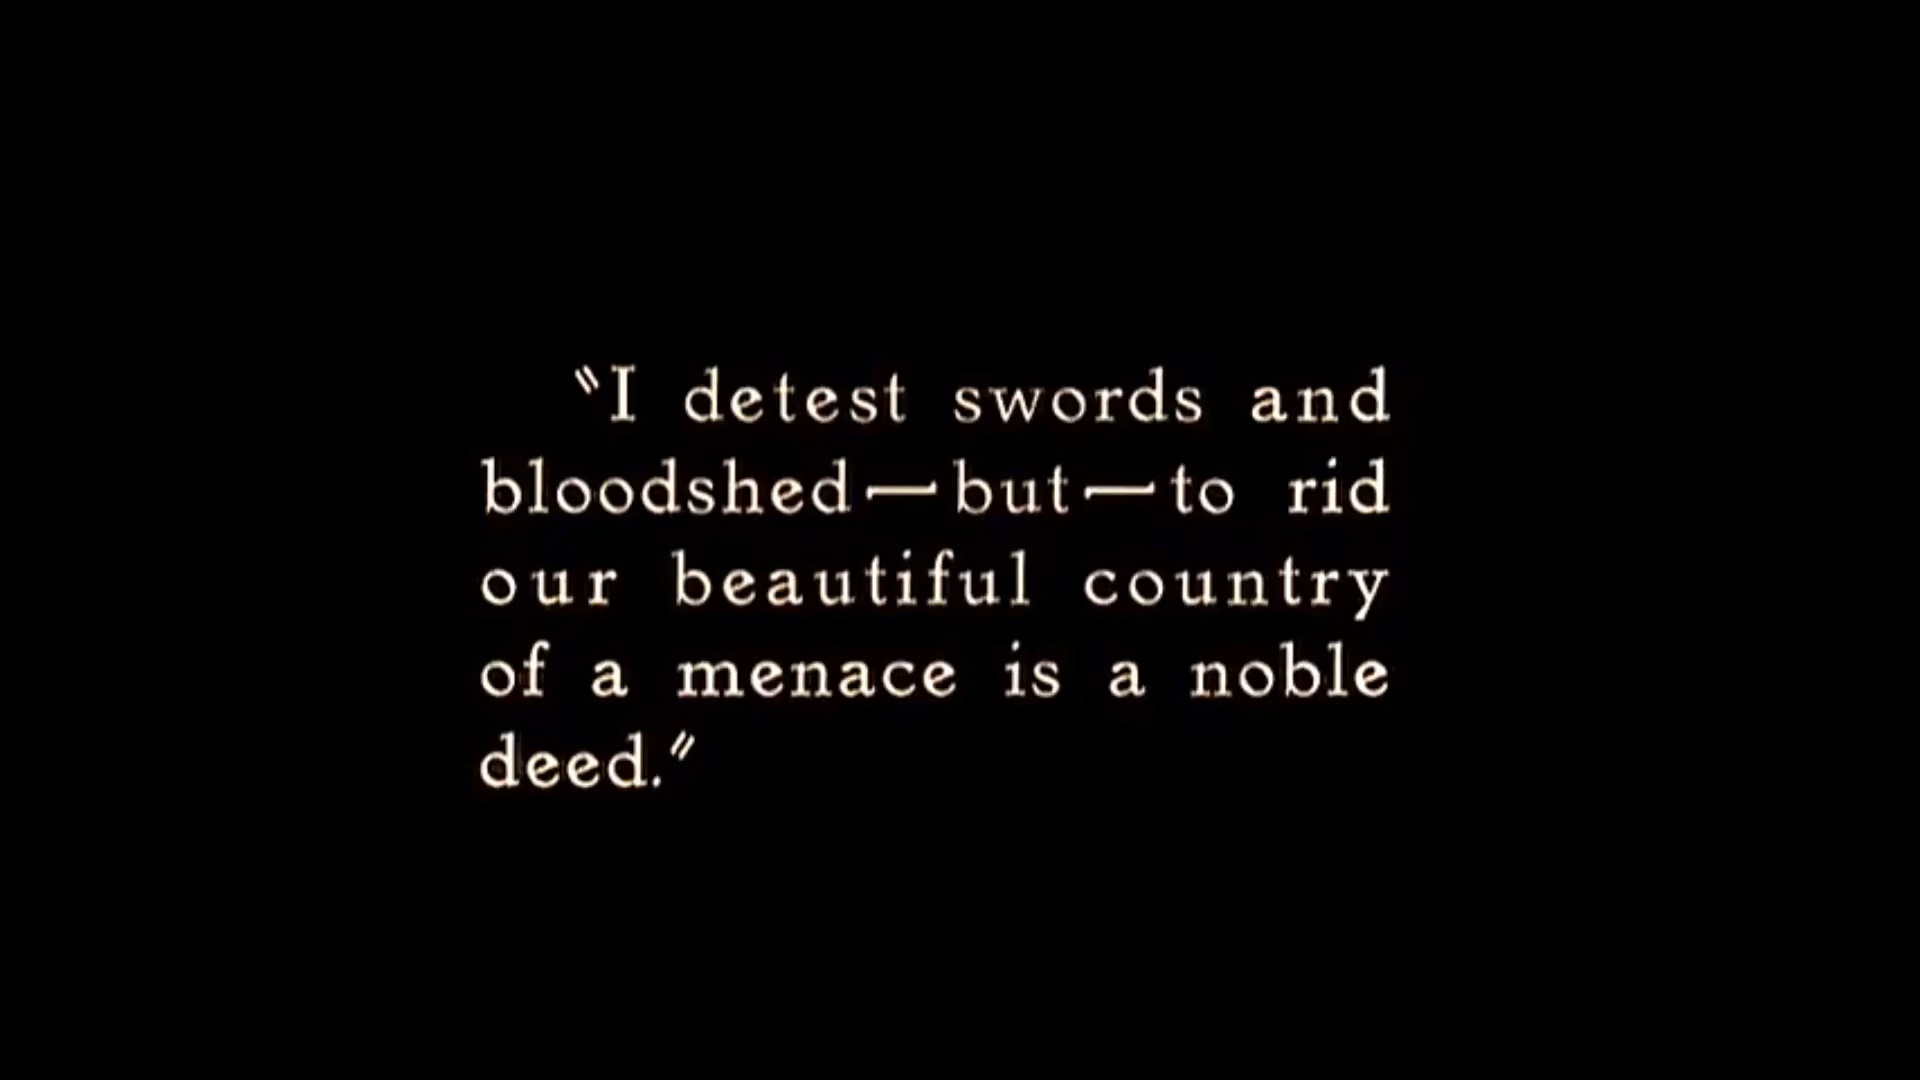 "I detest swords and
bloodshed—but—to rid
our beautiful country
of a menace is a noble
deed."